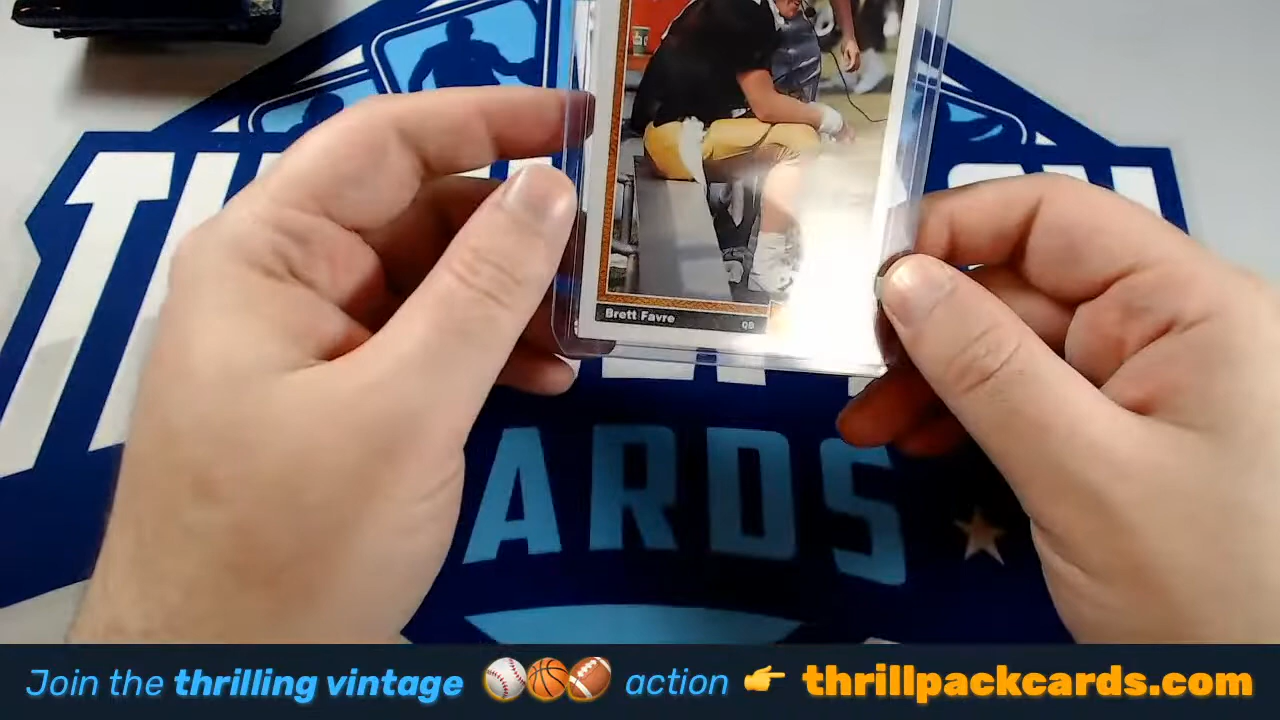 Brett Favre QB
ARDS
Join the thrilling vintage action thrillpackcards.com